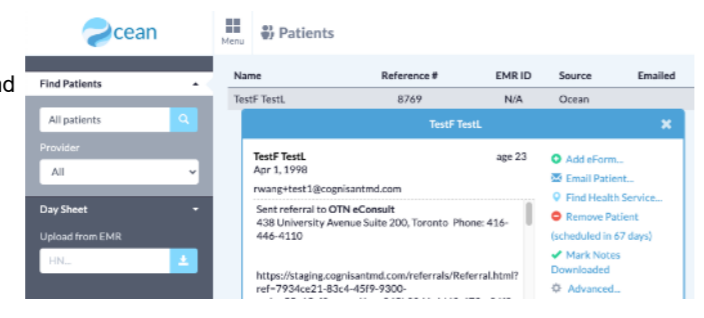 cean
Menu
Patients
nd
Find Patients
All patients
Provider
All
Day Sheet
Upload from EMR
HN...
Name Reference # EMR ID Source Emailed
TestF TestL 8769 N/A Ocean
TestF TestL
TestF TestL age 23
Apr 1, 1998
rwang+test1@cognisantmd.com
Sent referral to OTN eConsult
438 University Avenue Suite 200, Toronto Phone: 416-
446-4110
https://staging.cognisantmd.com/referrals/Referral.html?
ref=7934ce21-83c4-45f9-9300-
Add eForm...
Email Patient...
Find Health Service...
Remove Patient
(scheduled in 67 days)
Mark Notes
Downloaded
Advanced...